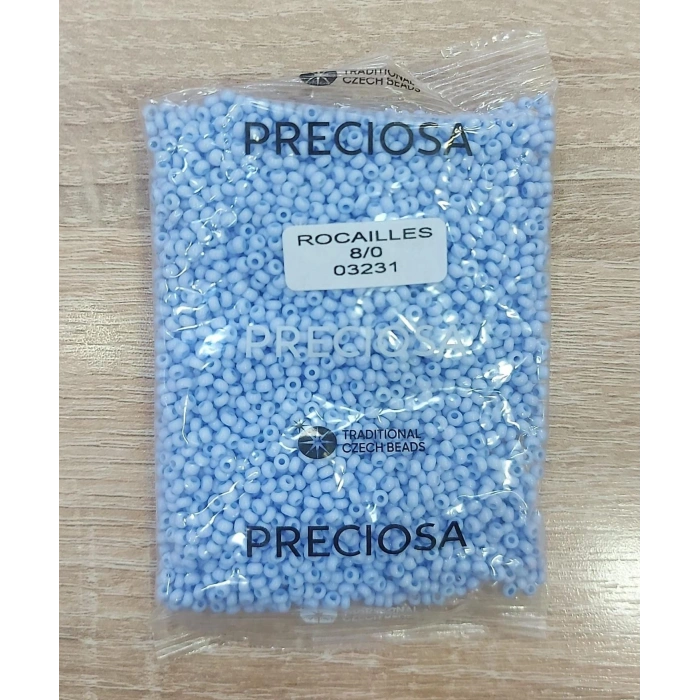 TRADITIONAL
CZECH BEADS
PRECIOSA
ROCAILLES
8/0
03231
PRECIOSA
TRADITIONAL
CZECH BEADS
PRECIOSA